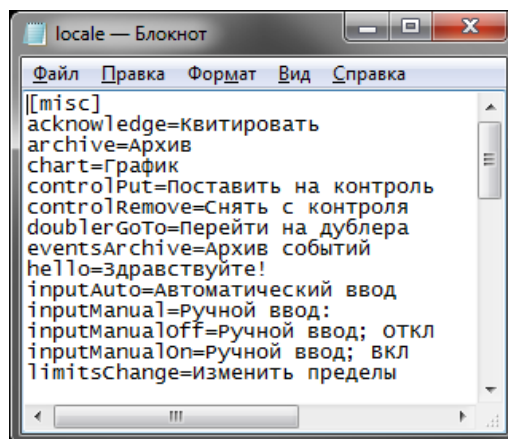 locale — Блокнот
Файл Правка Формат Вид Справка
[misc]
acknowledge=Квитировать
archive=Архив
chart=График
controlPut=Поставить на контроль
controlRemove=Снять с контроля
doublerGoTo=Перейти на дублера
eventsArchive=Архив событий
hello=Здравствуйте!
inputAuto=Автоматический ввод
inputManual=Ручной ввод:
inputManualOff=Ручной ввод; ОТКЛ
inputManualOn=Ручной ввод; ВКЛ
limitsChange=Изменить пределы